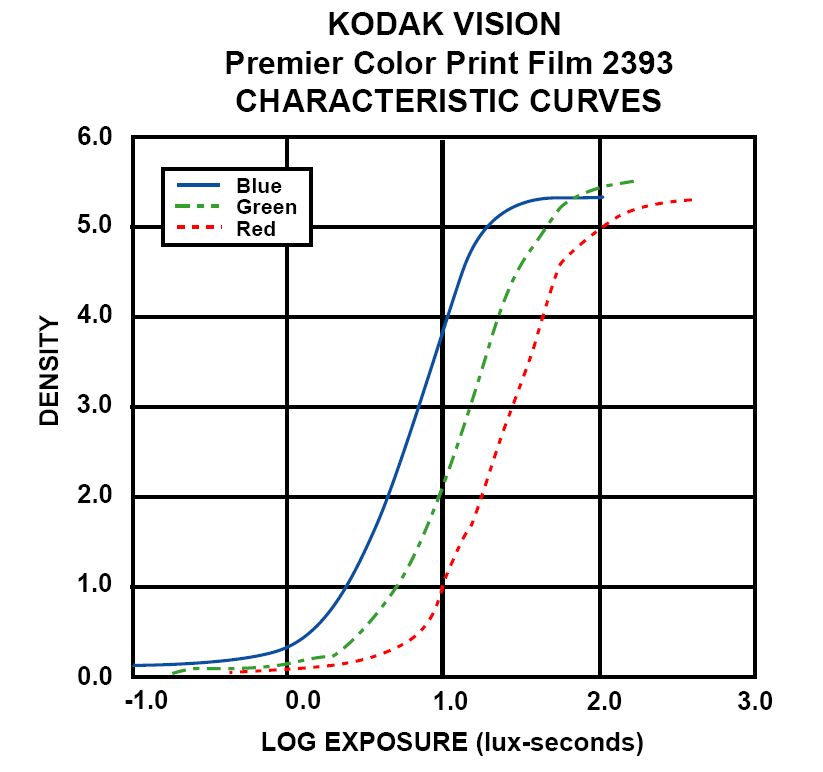 KODAK VISION
Premier Color Print Film 2393
CHARACTERISTIC CURVES
6.0
Blue
Green
Red
5.0
4.0
DENSITY
3.0
2.0
1.0
0.0
-1.0 0.0 1.0 2.0 3.0
LOG EXPOSURE (lux-seconds)